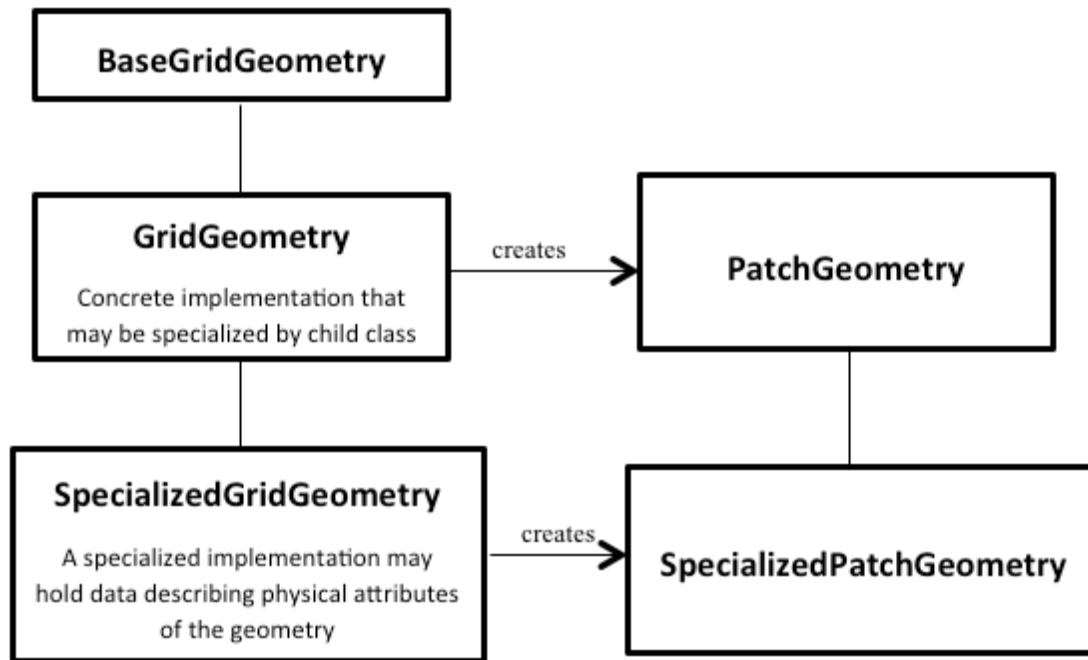 BaseGridGeometry
GridGeometry
Concrete implementation that
may be specialized by child class
creates
PatchGeometry
SpecializedGridGeometry
A specialized implementation may
hold data describing physical attributes
of the geometry
creates
SpecializedPatchGeometry